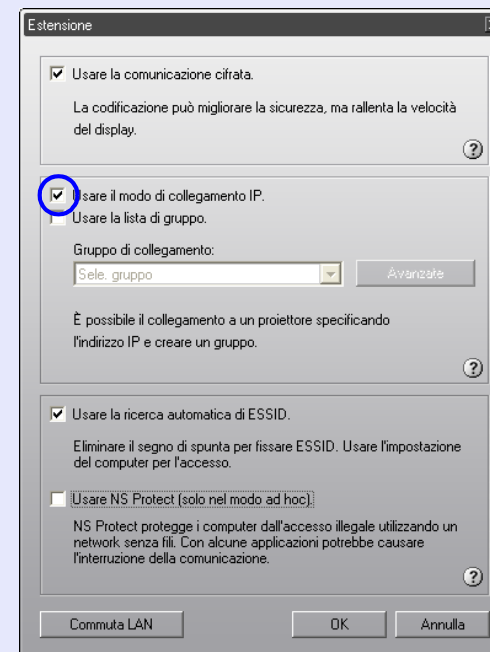 Estensione
Usare la comunicazione cifrata.
La codificazione può migliorare la sicurezza, ma rallenta la velocità
del display.
?
Usare il modo di collegamento IP.
Usare la lista di gruppo.
Gruppo di collegamento:
Sele. gruppo
Avanzate
È possibile il collegamento a un proiettore specificando
l'indirizzo IP e creare un gruppo.
?
Usare la ricerca automatica di ESSID.
Eliminare il segno di spunta per fissare ESSID. Usare l'impostazione
del computer per l'accesso.
Usare NS Protect (solo nel modo ad hoc)
NS Protect protegge i computer dall'accesso illegale utilizzando un
network senza fili. Con alcune applicazioni potrebbe causare
l'interruzione della comunicazione.
?
Commuta LAN
OK
Annulla